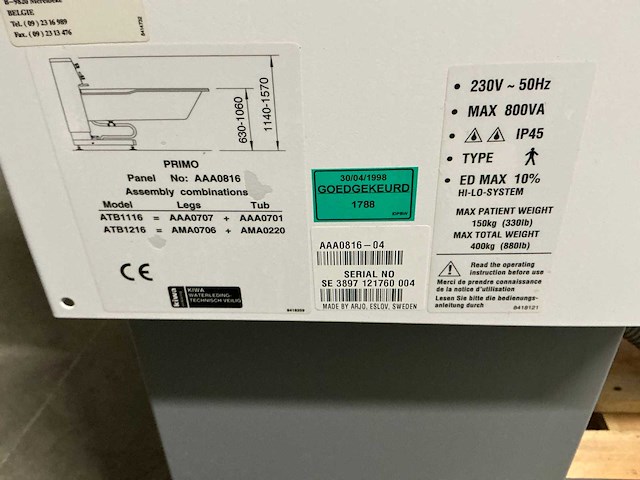 B-9820 Merelbeke
BELGIE
Tel. (09) 23 16 989
Fax. (09) 23 13 476
8414752
630-1060
1140-1570
PRIMO
Panel No: AAA0816
Assembly combinations
Model Legs Tub
ATB1116 = AAA0707 + AAA0701
ATB1216 = AMA0706 + AMA0220
CE
kiwa
KIWA
WATERLEIDING-
TECHNISCH VEILIG
30/04/1998
GOEDGEKEURD
1788
AAA0816-04
SERIAL NO
SE 3897 121760 004
MADE BY ARJO, ESLOV, SWEDEN
• 230V ~ 50Hz
• MAX 800VA
• IP45
• TYPE
• ED MAX 10%
HI-LO-SYSTEM
MAX PATIENT WEIGHT
150kg (330lb)
MAX TOTAL WEIGHT
400kg (880lb)
Read the operating
instruction before use
Merci de prendre connaissance
de la notice d'utilisation
Lesen Sie bitte die bedienungs-
anleitung durch
8418121